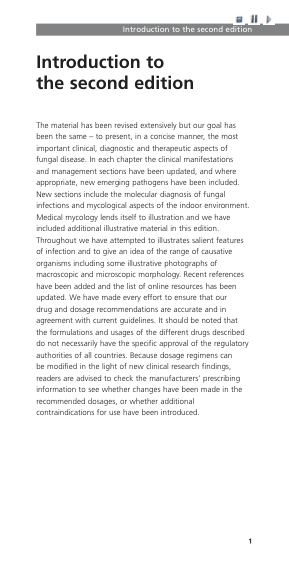 Introduction to the second edition
Introduction to
the second edition
The material has been revised extensively but our goal has
been the same – to present, in a concise manner, the most
important clinical, diagnostic and therapeutic aspects of
fungal disease. In each chapter the clinical manifestations
and management sections have been updated, and where
appropriate, new emerging pathogens have been included.
New sections include the molecular diagnosis of fungal
infections and mycological aspects of the indoor environment.
Medical mycology lends itself to illustration and we have
included additional illustrative material in this edition.
Throughout we have attempted to illustrates salient features
of infection and to give an idea of the range of causative
organisms including some illustrative photographs of
macroscopic and microscopic morphology. Recent references
have been added and the list of online resources has been
updated. We have made every effort to ensure that our
drug and dosage recommendations are accurate and in
agreement with current guidelines. It should be noted that
the formulations and usages of the different drugs described
do not necessarily have the specific approval of the regulatory
authorities of all countries. Because dosage regimens can
be modified in the light of new clinical research findings,
readers are advised to check the manufacturers' prescribing
information to see whether changes have been made in the
recommended dosages, or whether additional
contraindications for use have been introduced.
1